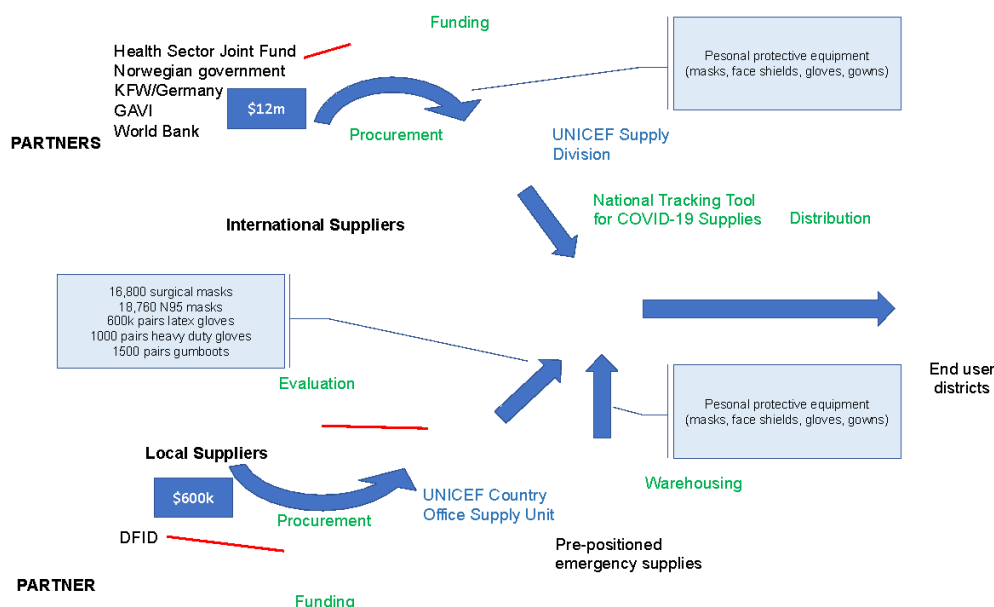 Funding
Health Sector Joint Fund
Norwegian government
KFW/Germany
GAVI
World Bank
$12m
Pesonal protective equipment
(masks, face shields, gloves, gowns)
Procurement
PARTNERS
UNICEF Supply
Division
International Suppliers
National Tracking Tool
for COVID-19 Supplies
Distribution
16,800 surgical masks
18,760 N95 masks
600k pairs latex gloves
1000 pairs heavy duty gloves
1500 pairs gumboots
Evaluation
End user
districts
Pesonal protective equipment
(masks, face shields, gloves, gowns)
Local Suppliers
$600k
Procurement
UNICEF Country
Office Supply Unit
Warehousing
DFID
Pre-positioned
emergency supplies
PARTNER
Funding